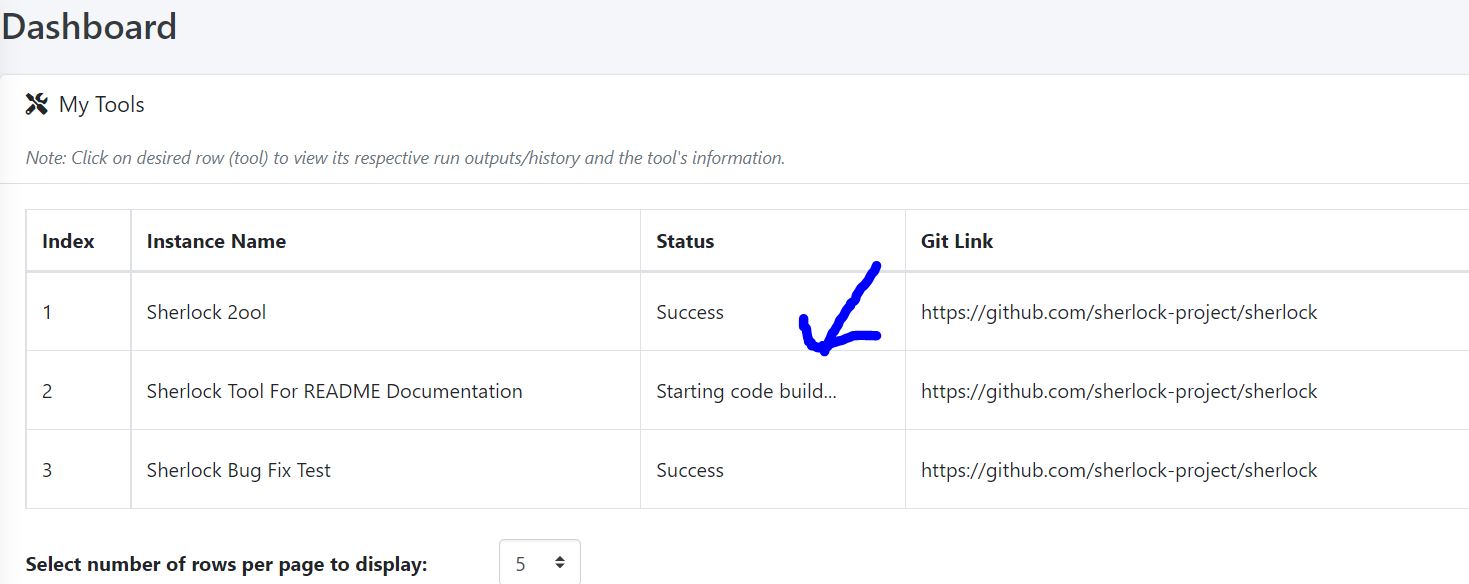 Dashboard
My Tools
Note: Click on desired row (tool) to view its respective run outputs/history and the tool's information.
Index Instance Name Status Git Link
1 Sherlock 2ool Success https://github.com/sherlock-project/sherlock
2 Sherlock Tool For README Documentation Starting code build... https://github.com/sherlock-project/sherlock
3 Sherlock Bug Fix Test Success https://github.com/sherlock-project/sherlock
Select number of rows per page to display: 5